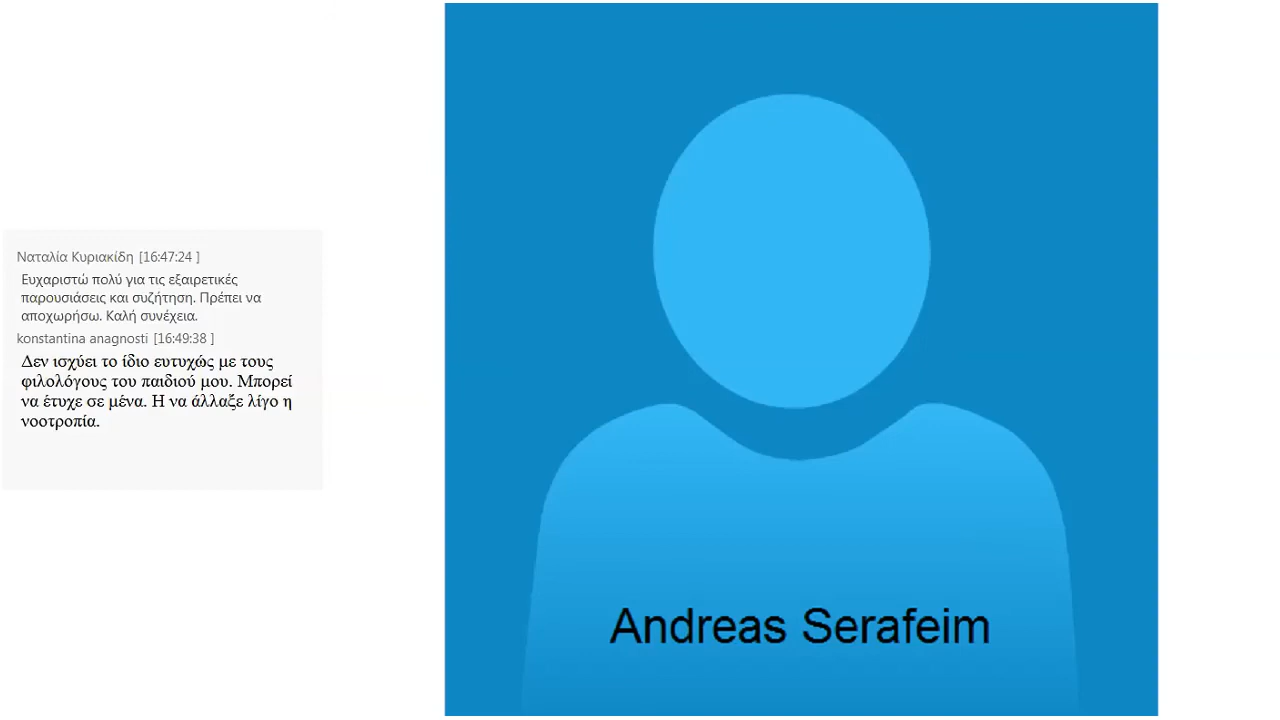 Ναταλία Κυριακίδη [16:47:24 ]
Ευχαριστώ πολύ για τις εξαιρετικές
παρουσιάσεις και συζήτηση. Πρέπει να
αποχωρήσω. Καλή συνέχεια.
konstantina anagnosti [16:49:38 ]
Δεν ισχύει το ίδιο ευτυχώς με τους
φιλολόγους του παιδιού μου. Μπορεί
να έτυχε σε μένα. Η να άλλαξε λίγο η
νοοτροπία.
Andreas Serafeim